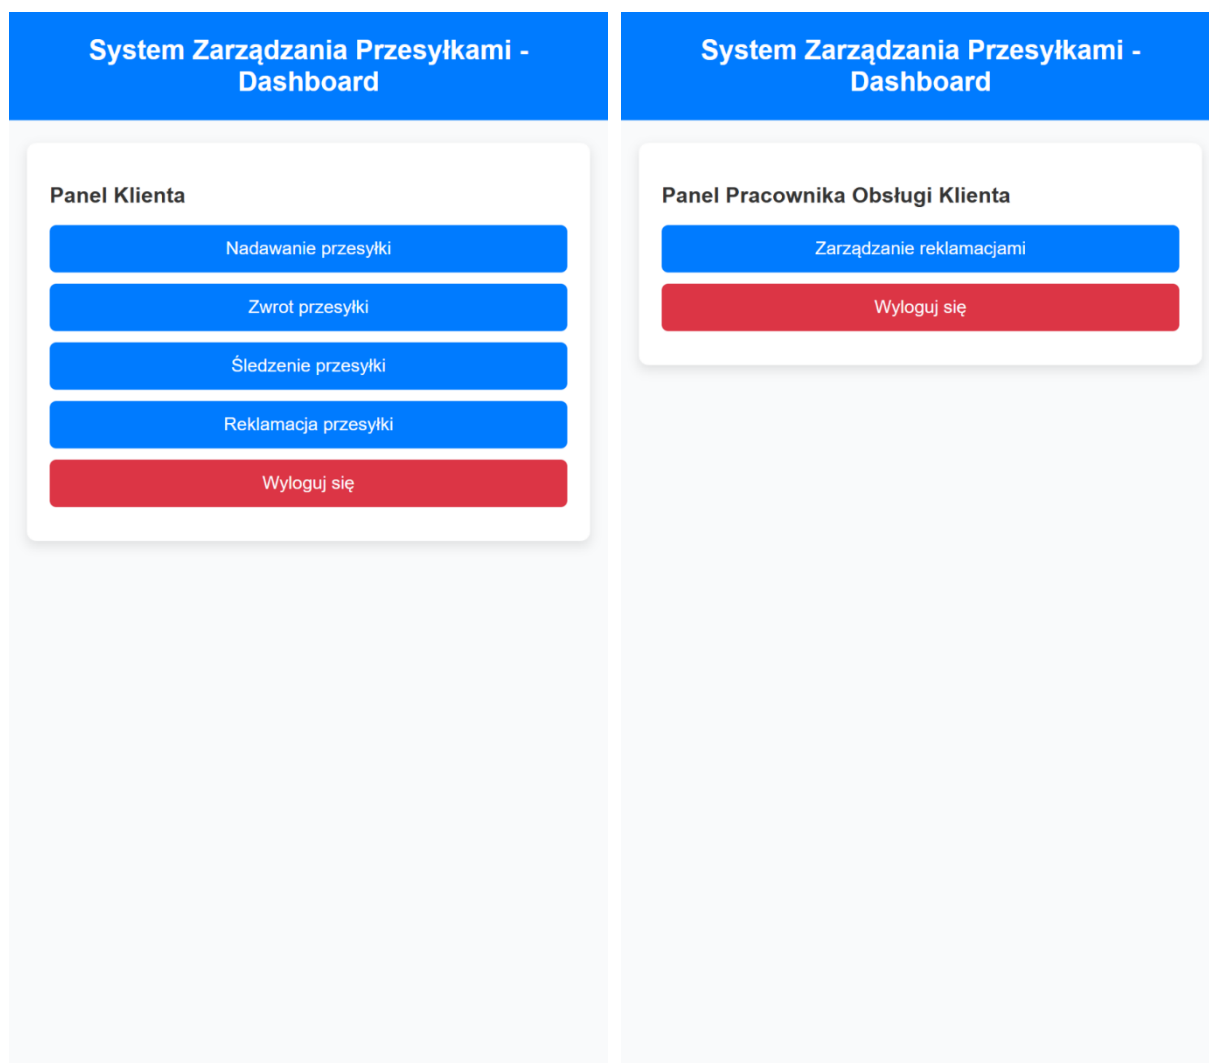 System Zarządzania Przesyłkami -
Dashboard
Panel Klienta
Nadawanie przesyłki
Zwrot przesyłki
Śledzenie przesyłki
Reklamacja przesyłki
Wyloguj się
System Zarządzania Przesyłkami -
Dashboard
Panel Pracownika Obsługi Klienta
Zarządzanie reklamacjami
Wyloguj się